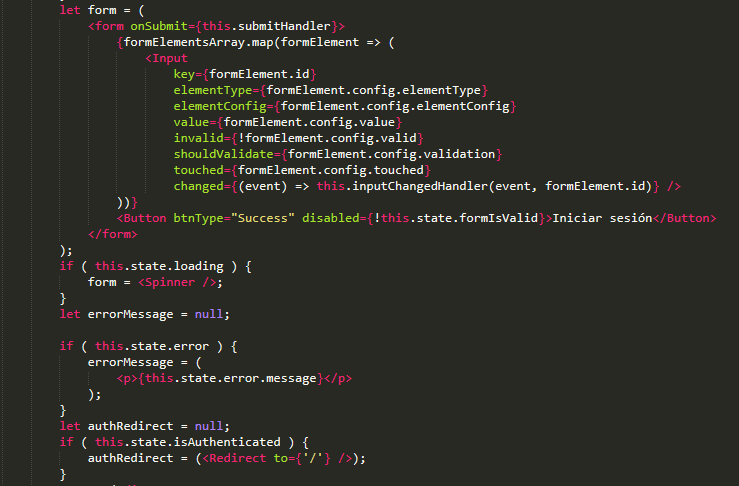 let form = (
<form onSubmit={this.submitHandler}>
{formElementsArray.map(formElement => (
<Input
key={formElement.id}
elementType={formElement.config.elementType}
elementConfig={formElement.config.elementConfig}
value={formElement.config.value}
invalid={!formElement.config.valid}
shouldValidate={formElement.config.validation}
touched={formElement.config.touched}
changed={(event) => this.inputChangedHandler(event, formElement.id)} />
))}
<Button btnType="Success" disabled={!this.state.formIsValid}>Iniciar sesión</Button>
</form>
);
if ( this.state.loading ) {
form = <Spinner />;
}
let errorMessage = null;
if ( this.state.error ) {
errorMessage = (
<p>{this.state.error.message}</p>
);
}
let authRedirect = null;
if ( this.state.isAuthenticated ) {
authRedirect = (<Redirect to={'/'} />);
}